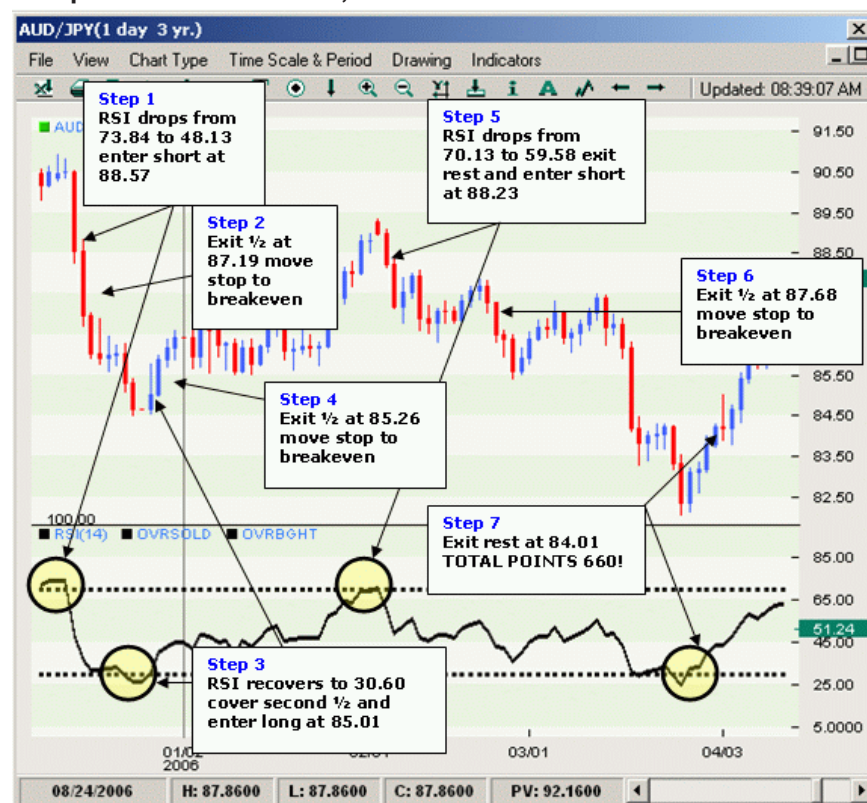 AUD/JPY(1 day 3 yr.)
File View Chart Type Time Scale & Period Drawing Indicators
Updated: 08:39:07 AM
AUD
Step 1
RSI drops from
73.84 to 48.13
enter short at
88.57
Step 5
RSI drops from
70.13 to 59.58 exit
rest and enter short
at 88.23
Step 2
Exit ½ at
87.19 move
stop to
breakeven
Step 6
Exit ½ at 87.68
move stop to
breakeven
Step 4
Exit ½ at 85.26
move stop to
breakeven
91.50
90.50
89.50
88.50
85.50
84.50
83.50
82.50
100.00
RSI(14) OVRSOLD OVRBGHT
Step 7
Exit rest at 84.01
TOTAL POINTS 660!
85.00
65.00
51.24
45.00
25.00
5.0000
Step 3
RSI recovers to 30.60
cover second ½ and
enter long at 85.01
01/02 02/01 03/01 04/03
2006
08/24/2006 H: 87.8600 L: 87.8600 C: 87.8600 PV: 92.1600